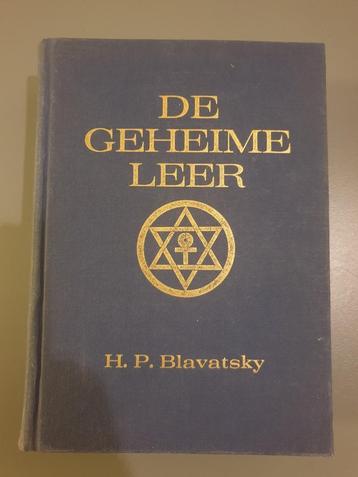 DE
GEHEIME
LEER
H. P. Blavatsky